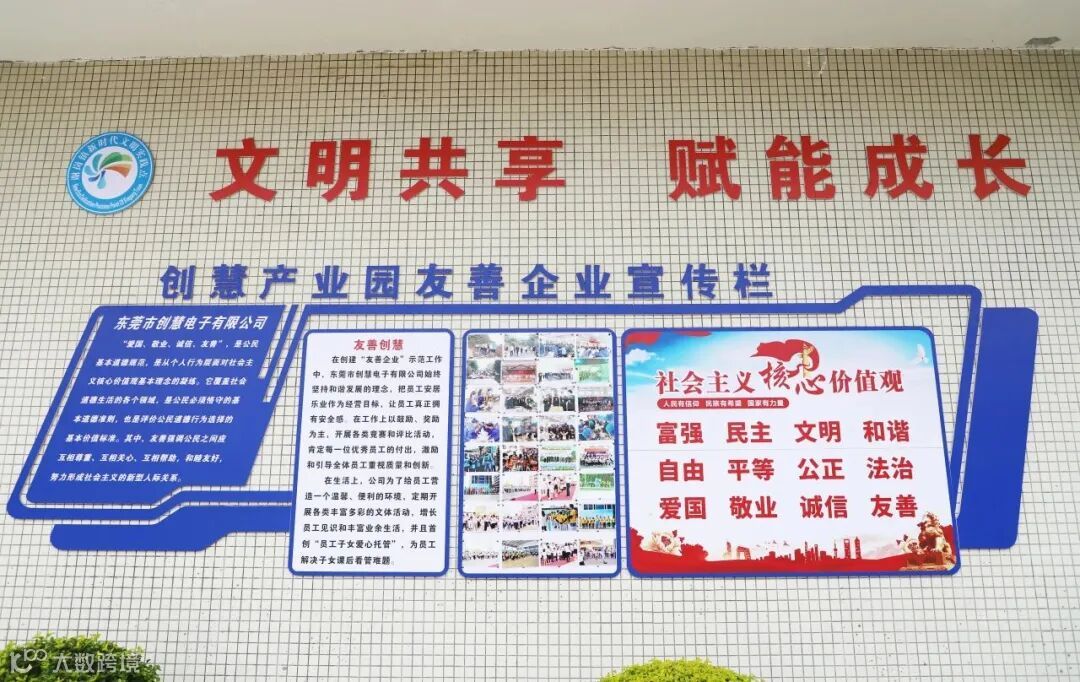 文明共享 赋能成长
创慧产业园友善企业宣传栏
东莞市创慧电子有限公司
“爱国、敬业、诚信、友善”，是公民
基本道德规范，是从个人行为层面对社会主
义核心价值观基本理念的凝练。它覆盖社会
道德生活的各个领域，是公民必须恪守的基
本道德准则，也是评价公民道德行为选择的
基本价值标准。其中，友善强调公民之间应
互相尊重、互相关心、互相帮助，和睦友好，
努力形成社会主义的新型人际关系。
友善创慧
在创建“友善企业”示范工作
中，东莞市创慧电子有限公司始终
坚持和谐发展的理念，把员工安居
乐业作为经营目标，让员工真正拥
有安全感。在工作上以鼓励、奖励
为主，开展各类竞赛和评比活动，
肯定每一位优秀员工的付出，激励
和引导全体员工重视质量和创新。
在生活上，公司为了给员工营
造一个温馨、便利的环境，定期开
展各类丰富多彩的文体活动，增长
员工见识和丰富业余生活，并且首
创“员工子女爱心托管”，为员工
解决子女课后看管难题。
社会主义核心价值观
人民有信仰 民族有希望 国家有力量
富强 民主 文明 和谐
自由 平等 公正 法治
爱国 敬业 诚信 友善
大数跨境